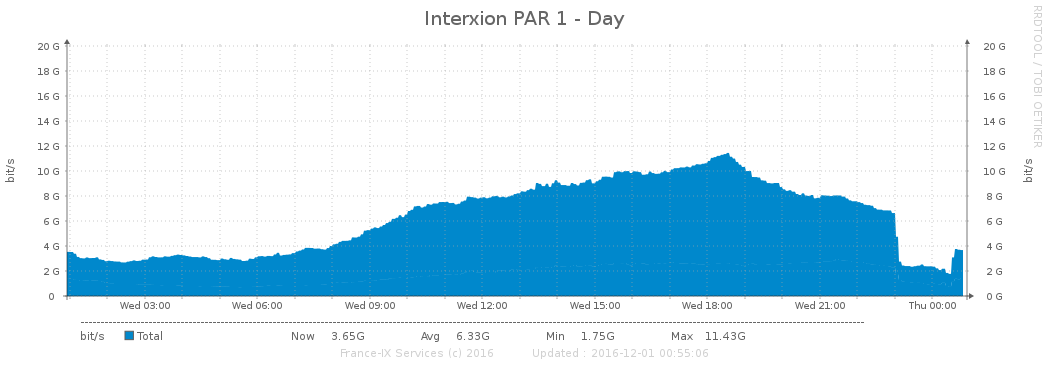 Interxion PAR 1 - Day
RRDTOOL / TOBI OETIKER
bit/s
bit/s
20 G 20 G
18 G 18 G
16 G 16 G
14 G 14 G
12 G 12 G
10 G 10 G
8 G 8 G
6 G 6 G
4 G 4 G
2 G 2 G
0 0 G
Wed 03:00 Wed 06:00 Wed 09:00 Wed 12:00 Wed 15:00 Wed 18:00 Wed 21:00 Thu 00:00
bit/s Total Now 3.65G Avg 6.33G Min 1.75G Max 11.43G
France-IX Services (c) 2016 Updated : 2016-12-01 00:55:06